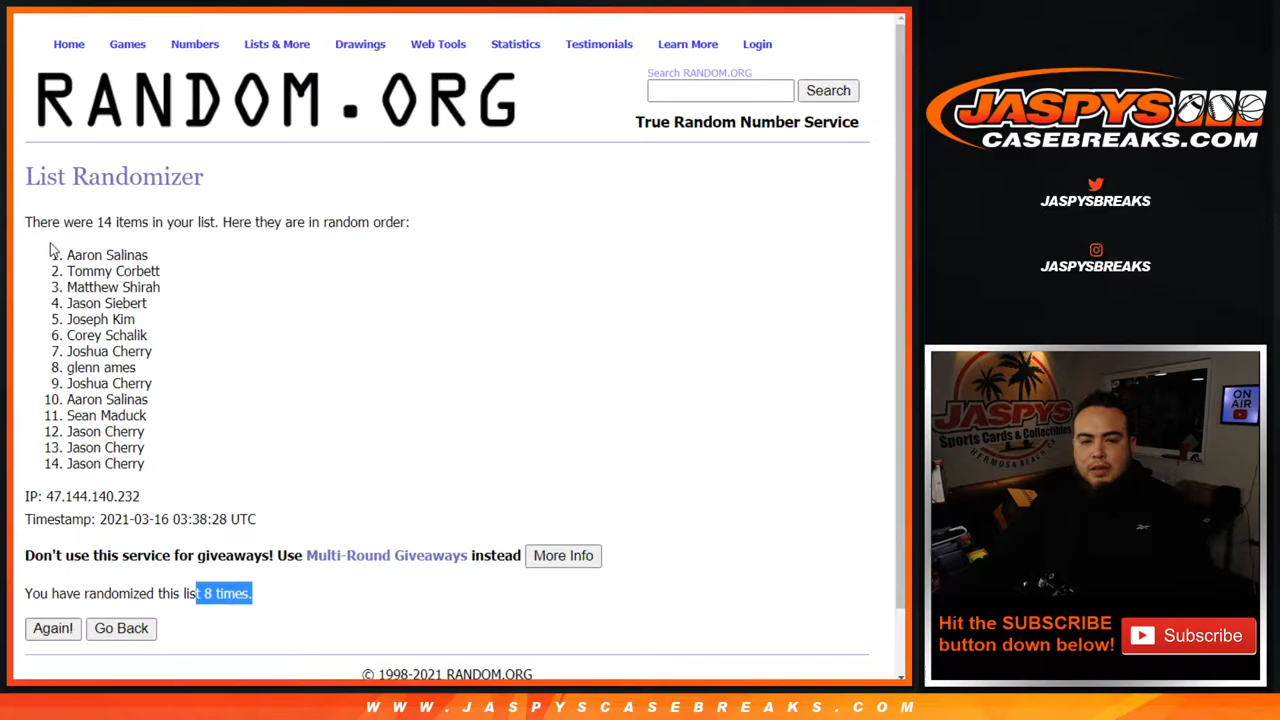 Home Games Numbers Lists & More Drawings Web Tools Statistics Testimonials Learn More Login
RANDOM.ORG
Search RANDOM.ORG
Search
True Random Number Service
List Randomizer
There were 14 items in your list. Here they are in random order:
1. Aaron Salinas
2. Tommy Corbett
3. Matthew Shirah
4. Jason Siebert
5. Joseph Kim
6. Corey Schalik
7. Joshua Cherry
8. glenn ames
9. Joshua Cherry
10. Aaron Salinas
11. Sean Maduck
12. Jason Cherry
13. Jason Cherry
14. Jason Cherry
IP: 47.144.140.232
Timestamp: 2021-03-16 03:38:28 UTC
Don't use this service for giveaways! Use Multi-Round Giveaways instead More Info
You have randomized this list 8 times.
Again! Go Back
© 1998-2021 RANDOM.ORG
JASPYS
CASEBREAKS.COM
JASPYSBREAKS
JASPYSBREAKS
JASPYS
Sports Cards & Collectibles
HERMOSA BEACH
ON
AIR
Hit the SUBSCRIBE
button down below!
Subscribe
WWW.JASPYSCASEBREAKS.COM